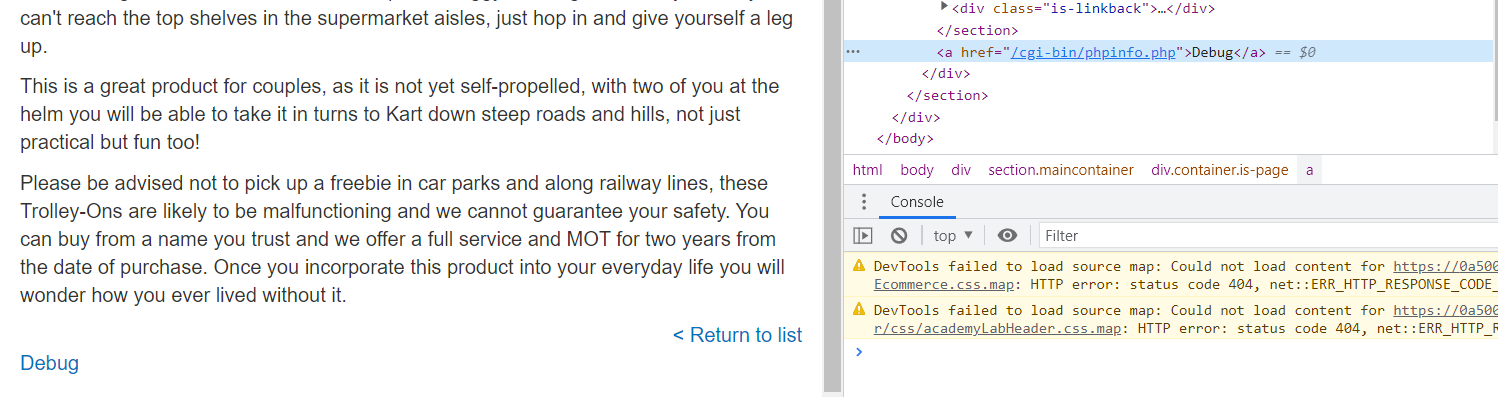 can't reach the top shelves in the supermarket aisles, just hop in and give yourself a leg
up.
This is a great product for couples, as it is not yet self-propelled, with two of you at the
helm you will be able to take it in turns to Kart down steep roads and hills, not just
practical but fun too!
Please be advised not to pick up a freebie in car parks and along railway lines, these
Trolley-Ons are likely to be malfunctioning and we cannot guarantee your safety. You
can buy from a name you trust and we offer a full service and MOT for two years from
the date of purchase. Once you incorporate this product into your everyday life you will
wonder how you ever lived without it.
< Return to list
Debug
<div class="is-linkback">…</div>
</section>
<a href="/cgi-bin/phpinfo.php">Debug</a> == $0
</div>
</section>
</div>
</body>
html body div section.maincontainer div.container.is-page a
Console
top ▼ Filter
DevTools failed to load source map: Could not load content for https://0a500
Ecommerce.css.map: HTTP error: status code 404, net::ERR_HTTP_RESPONSE_CODE_
DevTools failed to load source map: Could not load content for https://0a500
r/css/academyLabHeader.css.map: HTTP error: status code 404, net::ERR_HTTP_R